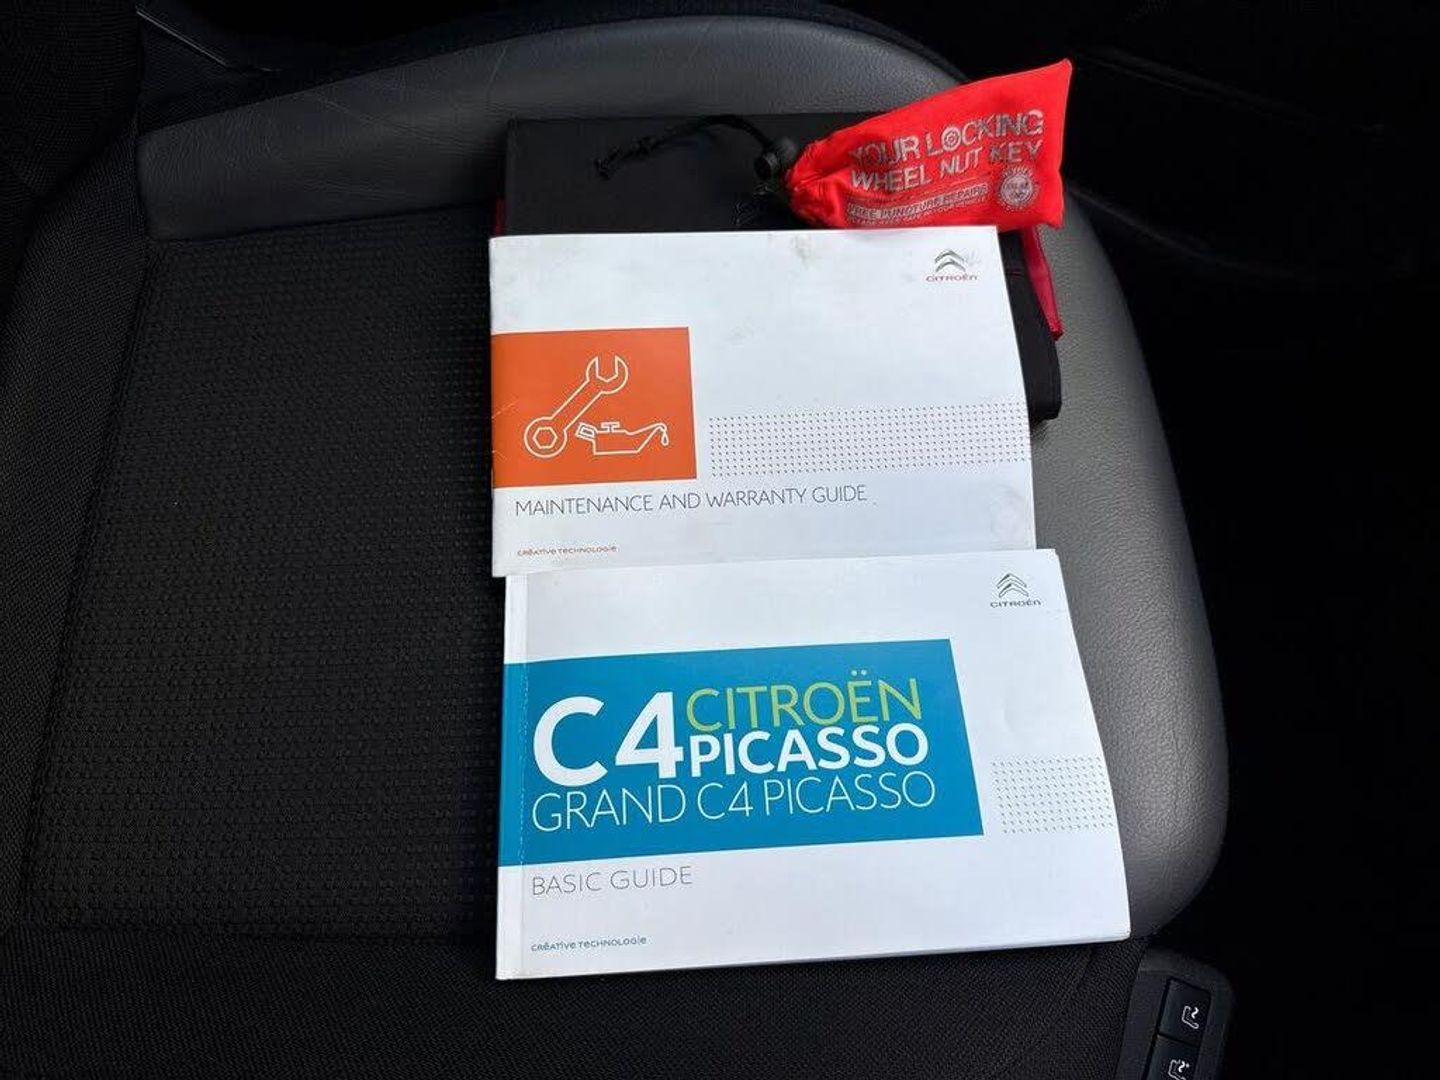 YOUR LOCKING
WHEEL NUT KEY
FREE PUNCTURE REPAIRS
CITROËN
MAINTENANCE AND WARRANTY GUIDE
CRÉATIVE TECHNOLOGIE
CITROËN
C4 CITROËN
PICASSO
GRAND C4 PICASSO
BASIC GUIDE
CRÉATIVE TECHNOLOGIE